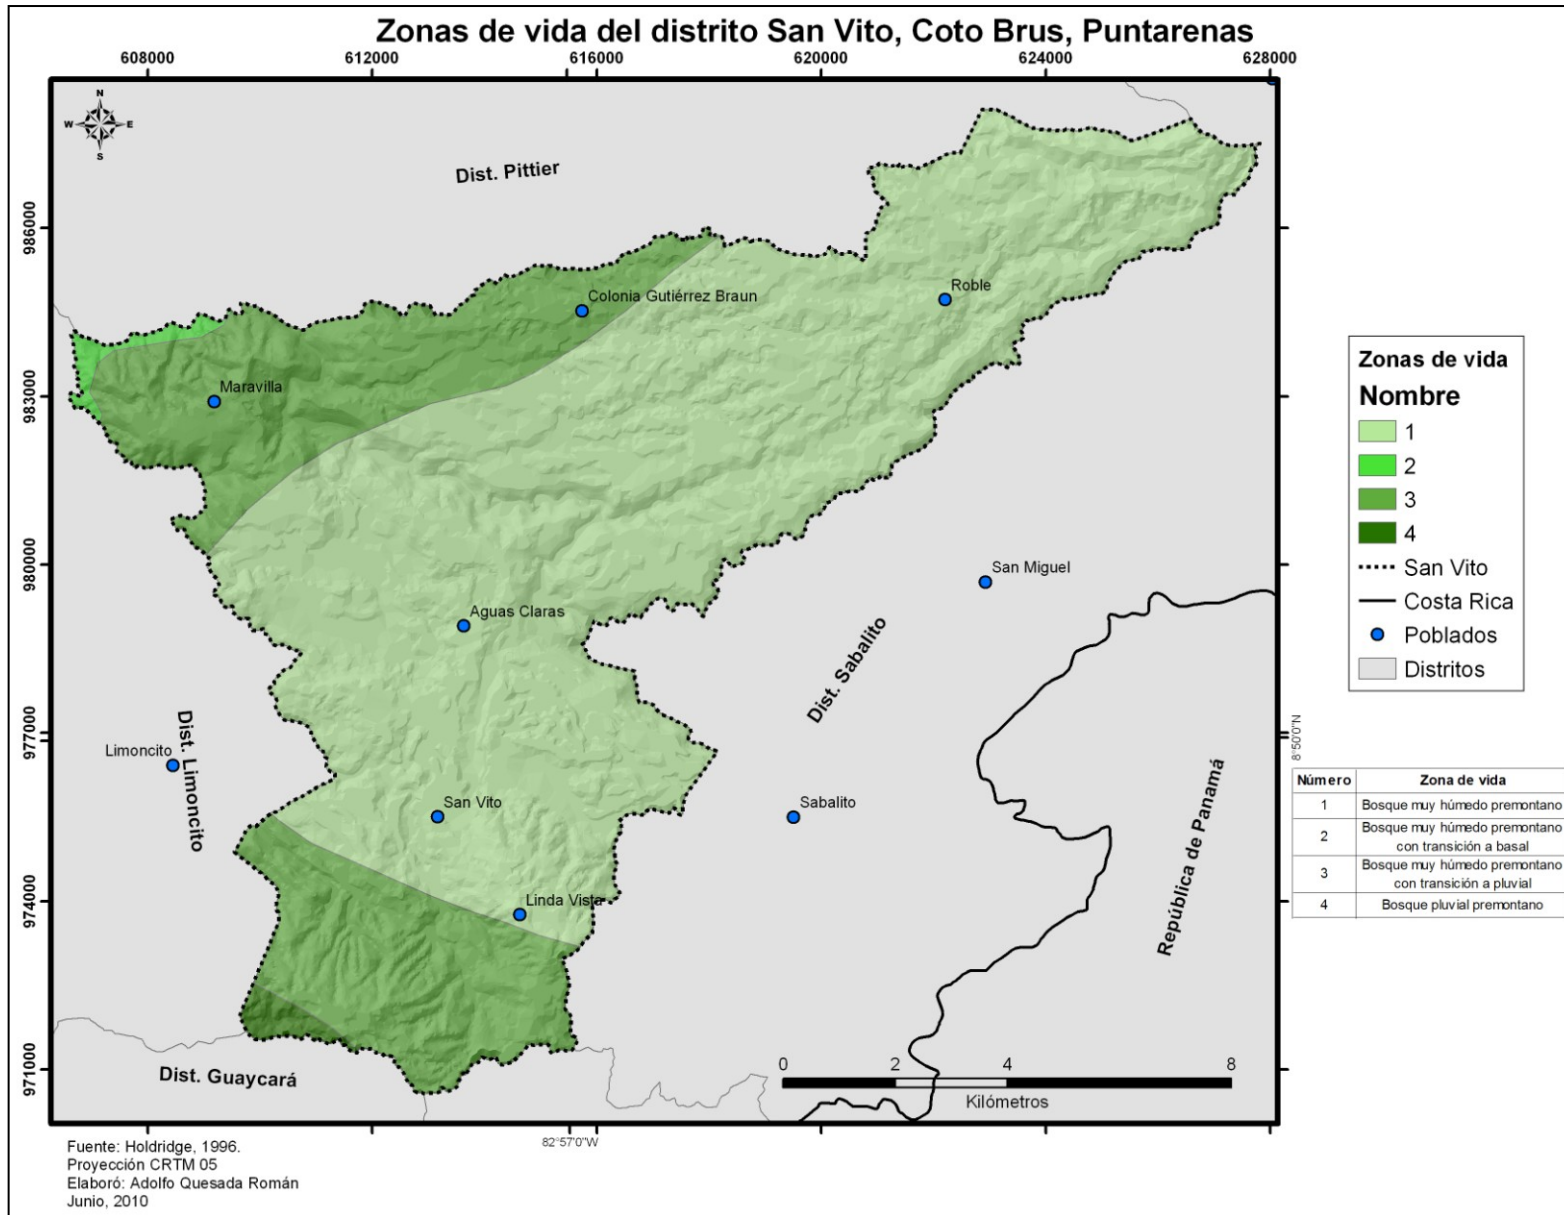 Zonas de vida del distrito San Vito, Coto Brus, Puntarenas
608000
612000
616000
620000
624000
628000
N
W
E
S
Dist. Pittier
986000
983000
980000
977000
974000
971000
Colonia Gutiérrez Braun
Roble
Maravilla
Aguas Claras
San Miguel
Dist. Sabalito
Limoncito
Dist. Limoncito
San Vito
Sabalito
Linda Vista
República de Panamá
Dist. Guaycará
0
2
4
8
Kilómetros
82°57'0"W
8°50'0"N
Zonas de vida
Nombre
1
2
3
4
San Vito
Costa Rica
Poblados
Distritos
Número Zona de vida
1 Bosque muy húmedo premontano
2 Bosque muy húmedo premontano
con transición a basal
3 Bosque muy húmedo premontano
con transición a pluvial
4 Bosque pluvial premontano
Fuente: Holdridge, 1996.
Proyección CRTM 05
Elaboró: Adolfo Quesada Román
Junio, 2010